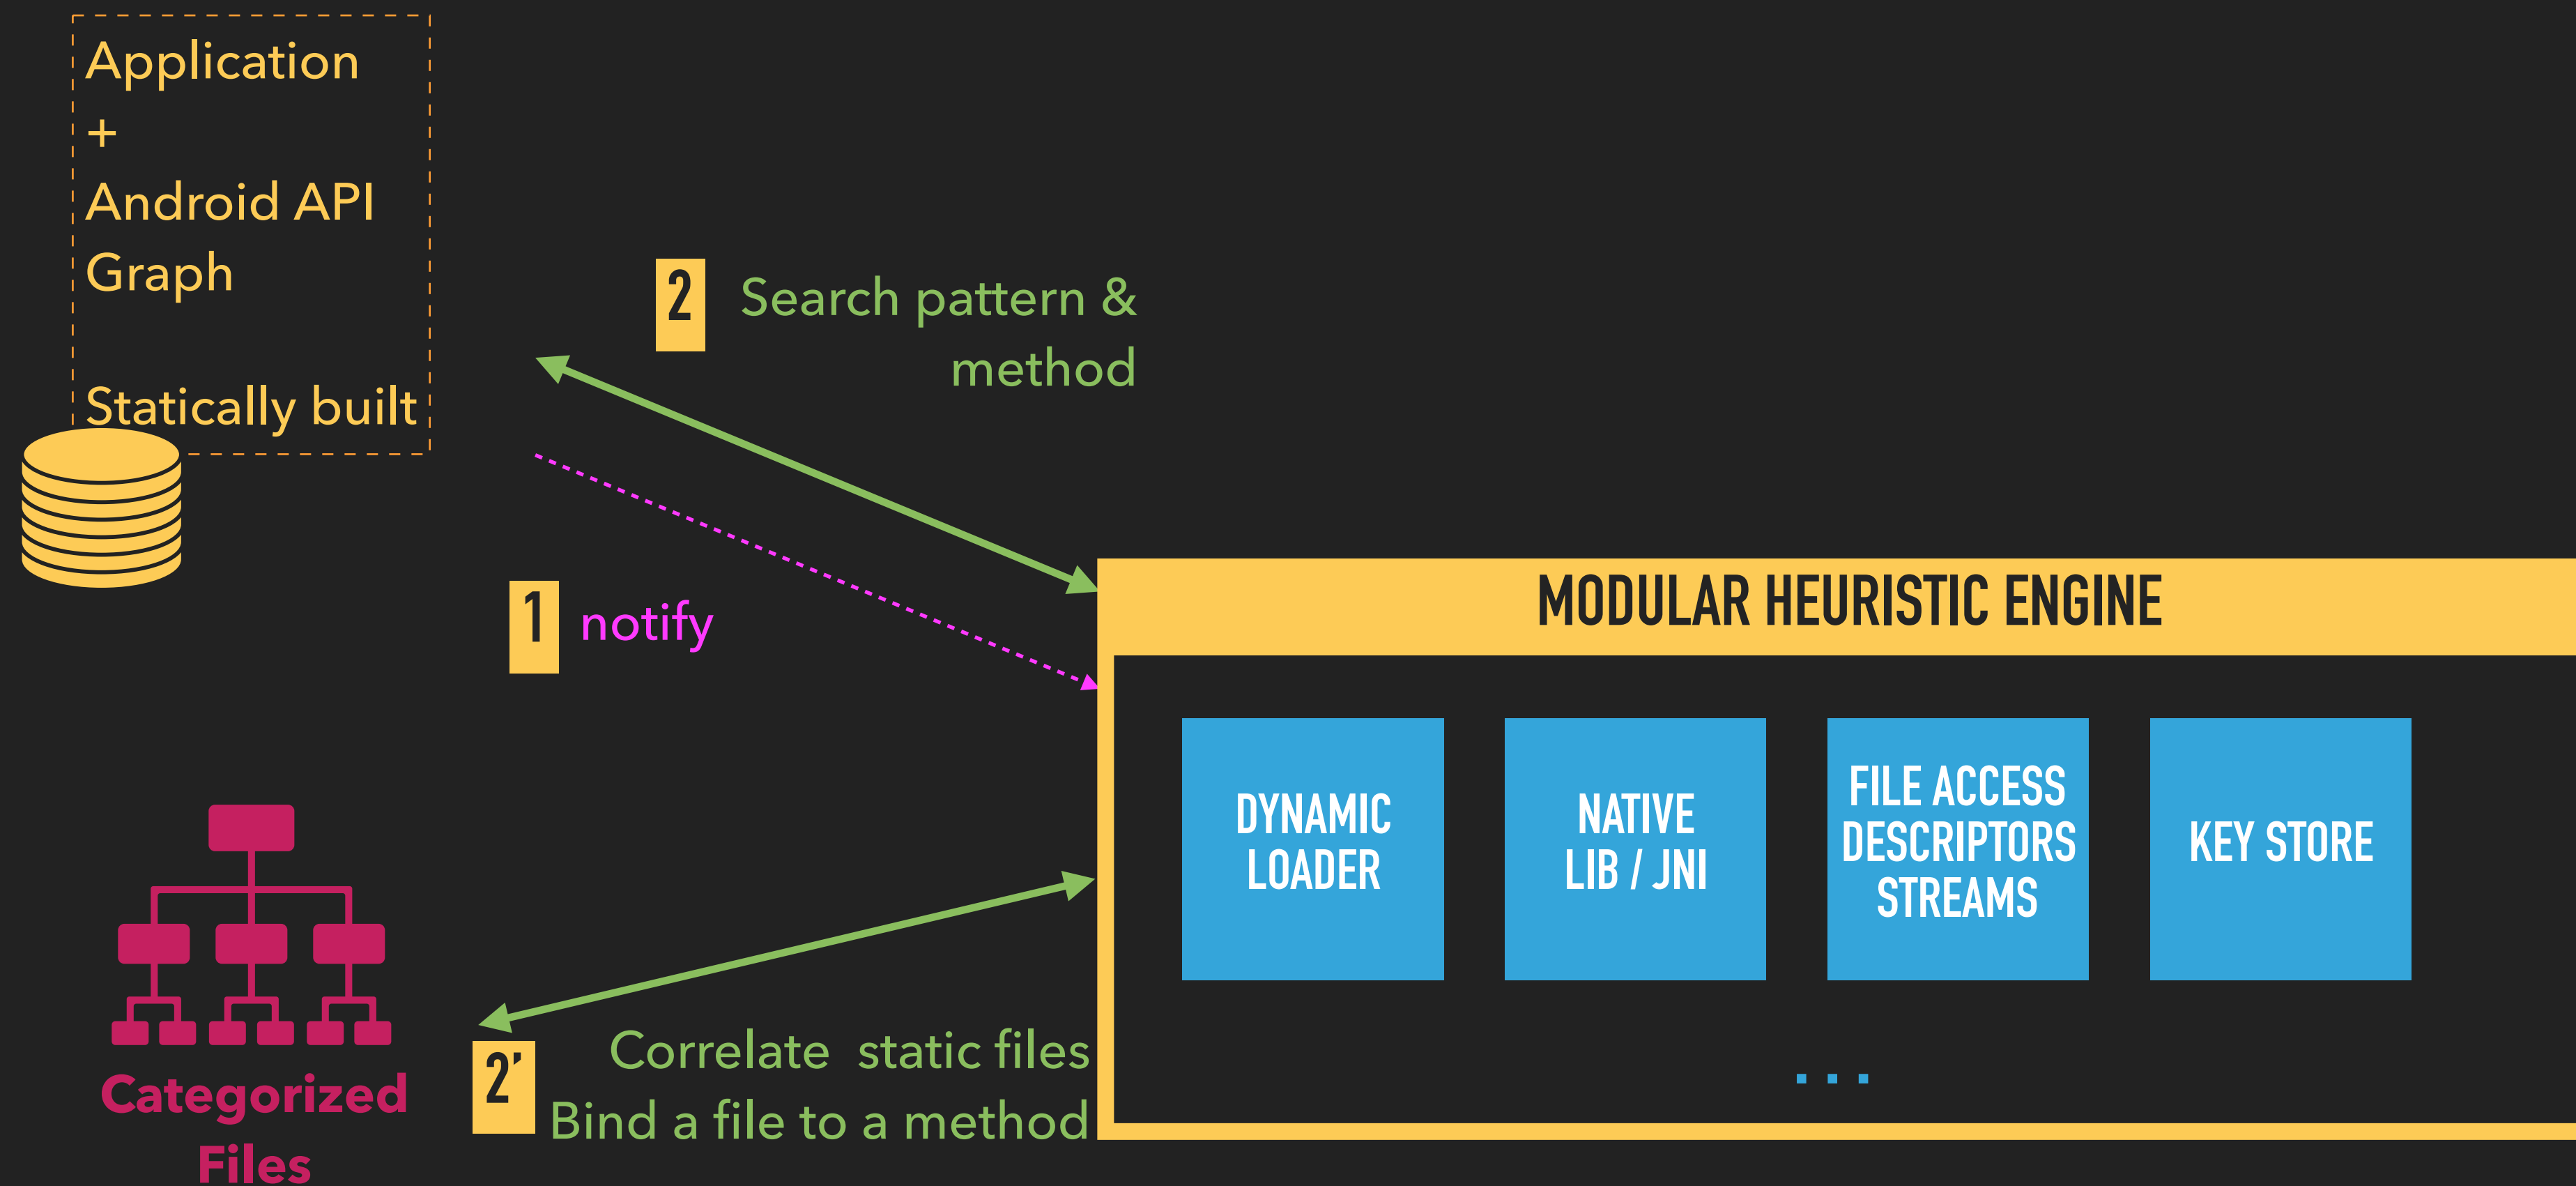 Application
+
Android API
Graph
Statically built
2
Search pattern &
method
1
notify
MODULAR HEURISTIC ENGINE
DYNAMIC
LOADER
NATIVE
LIB / JNI
FILE ACCESS
DESCRIPTORS
STREAMS
KEY STORE
...
Categorized
Files
2'
Correlate  static files
Bind a file to a method